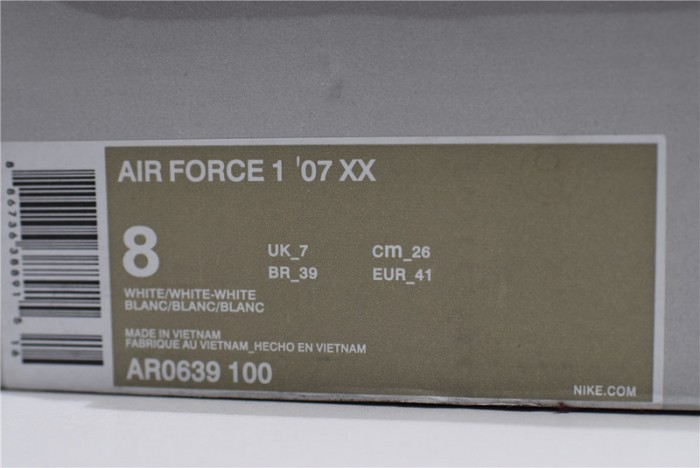 AIR FORCE 1 '07 XX
8
UK_7 cm_26
BR_39 EUR_41
WHITE/WHITE-WHITE
BLANC/BLANC/BLANC
MADE IN VIETNAM
FABRIQUE AU VIETNAM_HECHO EN VIETNAM
AR0639 100
NIKE.COM